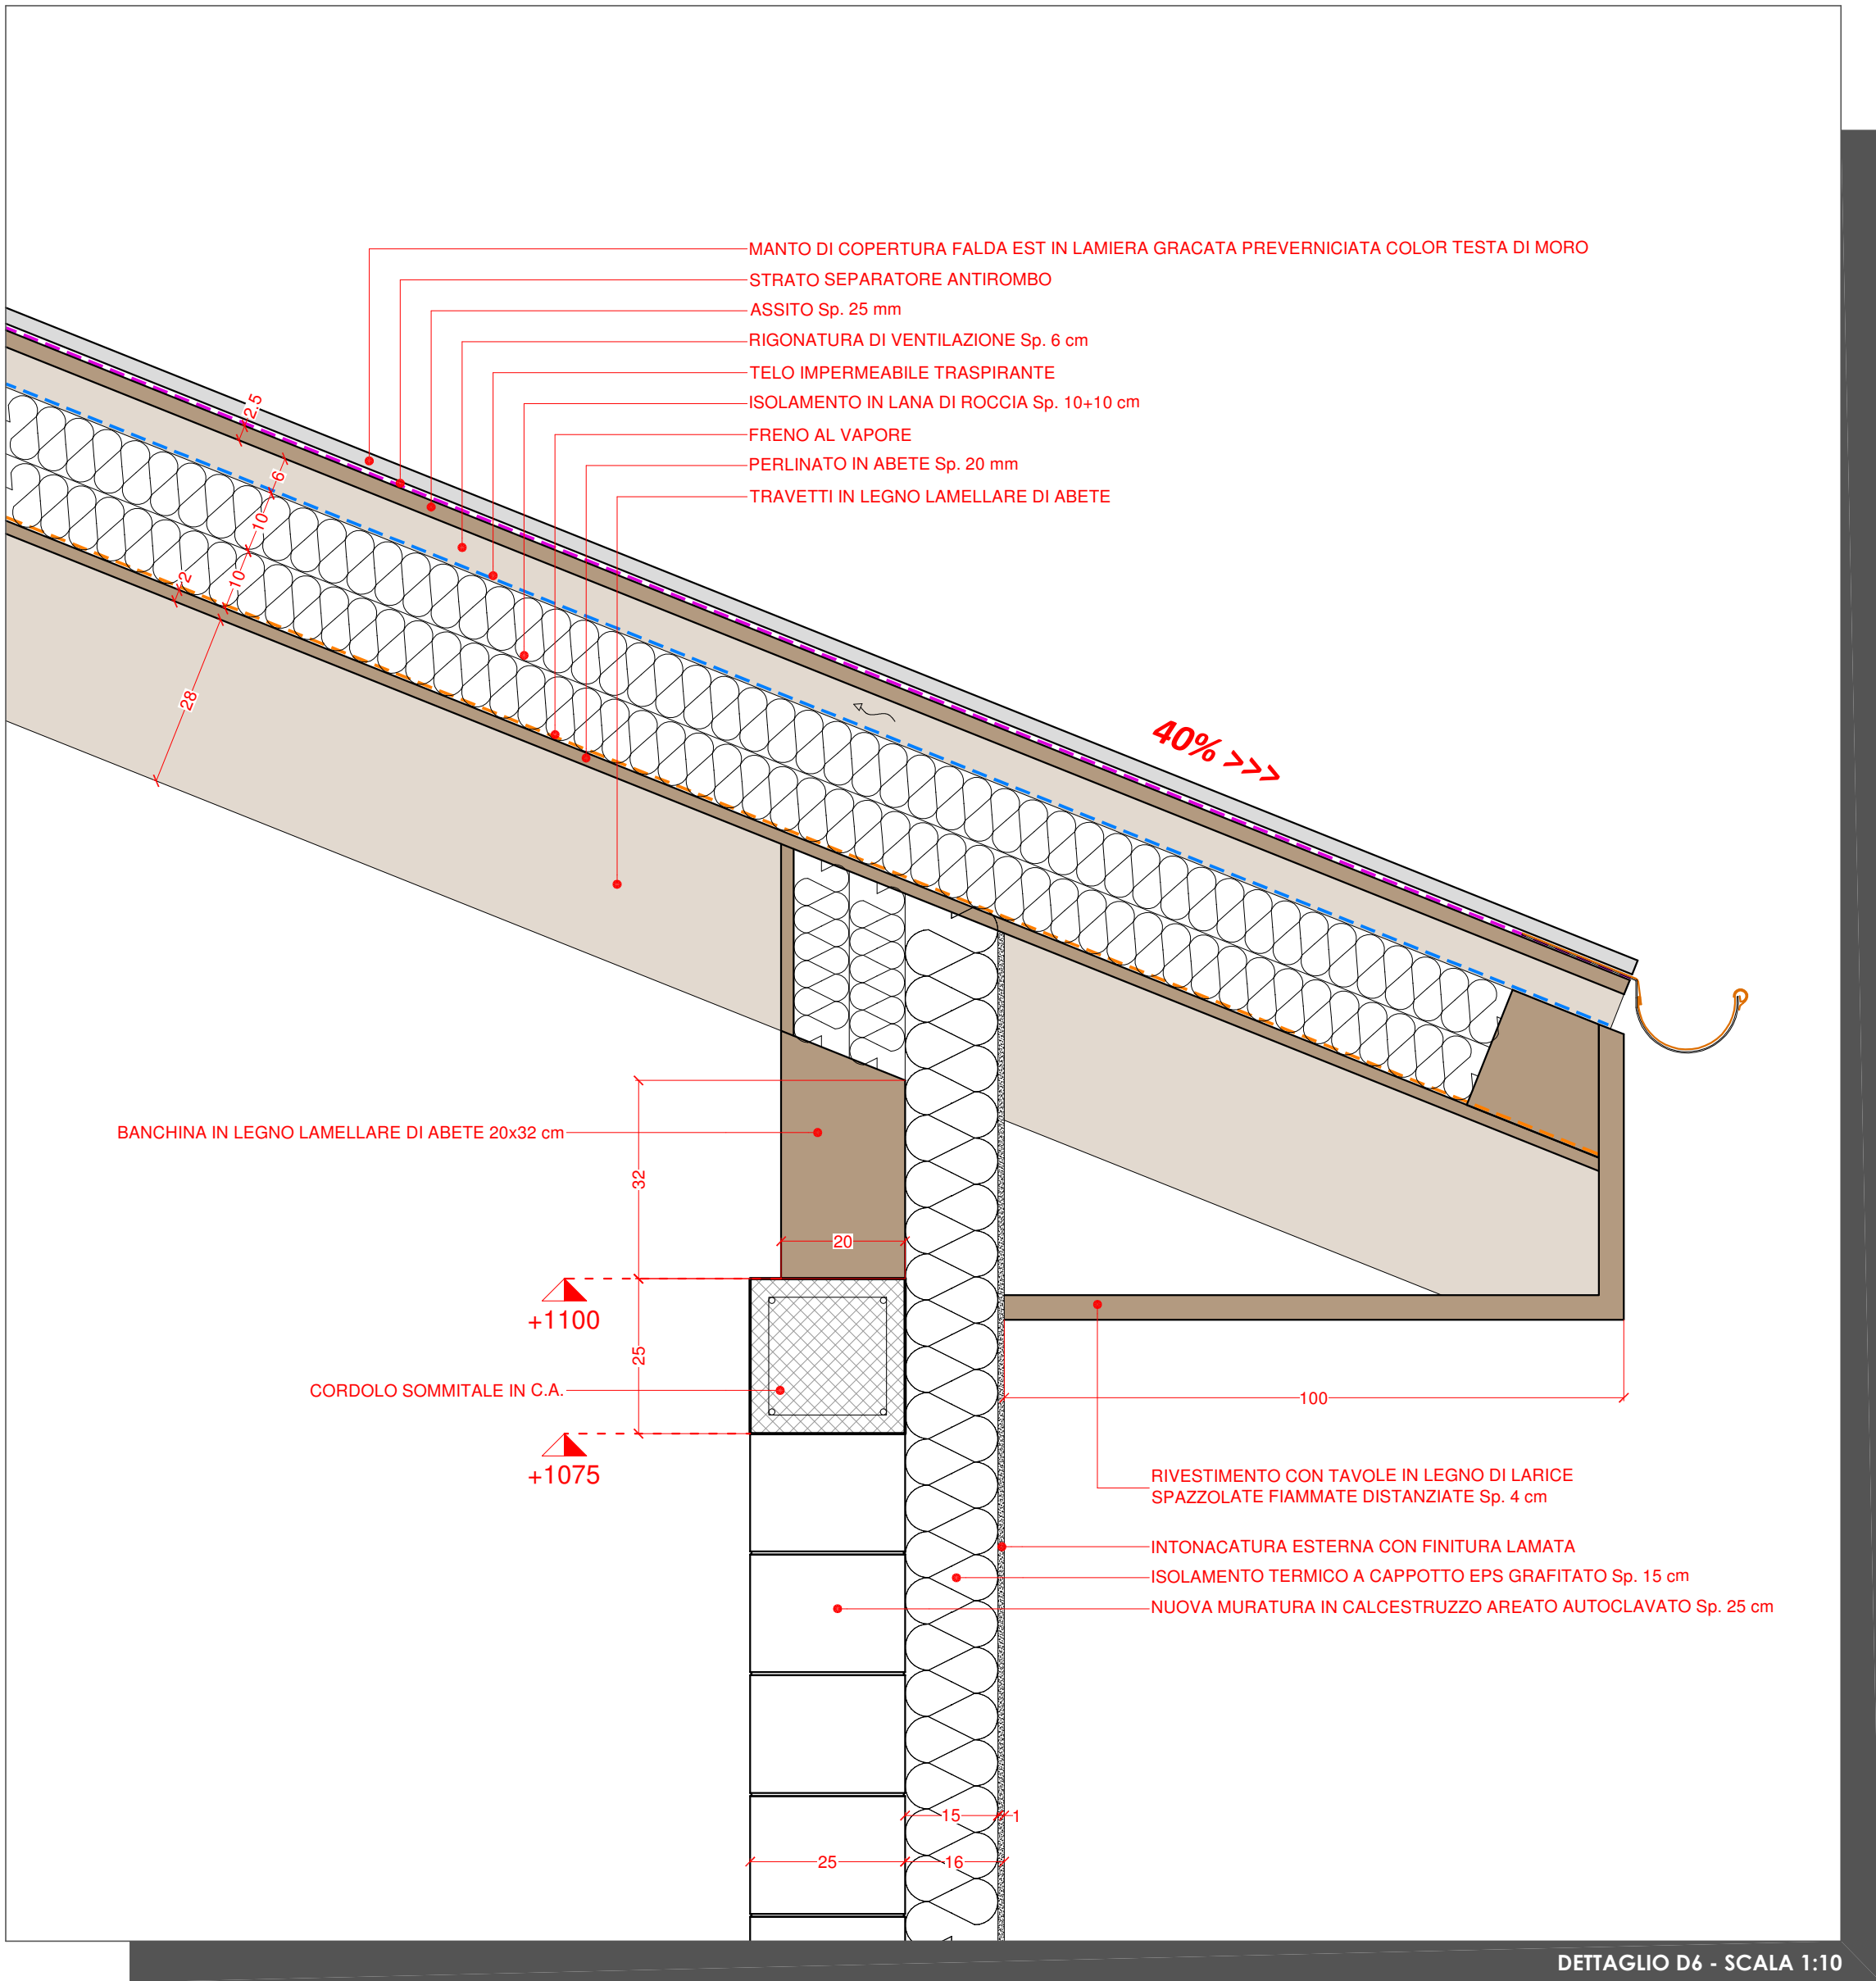 MANTO DI COPERTURA FALDA EST IN LAMIERA GRACATA PREVERNICIATA COLOR TESTA DI MORO
STRATO SEPARATORE ANTIROMBO
ASSITO Sp. 25 mm
RIGONATURA DI VENTILAZIONE Sp. 6 cm
TELO IMPERMEABILE TRASPIRANTE
ISOLAMENTO IN LANA DI ROCCIA Sp. 10+10 cm
FRENO AL VAPORE
PERLINATO IN ABETE Sp. 20 mm
TRAVETTI IN LEGNO LAMELLARE DI ABETE
2.5
6
10
10
2
28
40% >>>
BANCHINA IN LEGNO LAMELLARE DI ABETE 20x32 cm
32
20
+1100
25
CORDOLO SOMMITALE IN C.A.
100
+1075
RIVESTIMENTO CON TAVOLE IN LEGNO DI LARICE
SPAZZOLATE FIAMMATE DISTANZIATE Sp. 4 cm
INTONACATURA ESTERNA CON FINITURA LAMATA
ISOLAMENTO TERMICO A CAPPOTTO EPS GRAFITATO Sp. 15 cm
NUOVA MURATURA IN CALCESTRUZZO AREATO AUTOCLAVATO Sp. 25 cm
15
1
25
16
DETTAGLIO D6 - SCALA 1:10